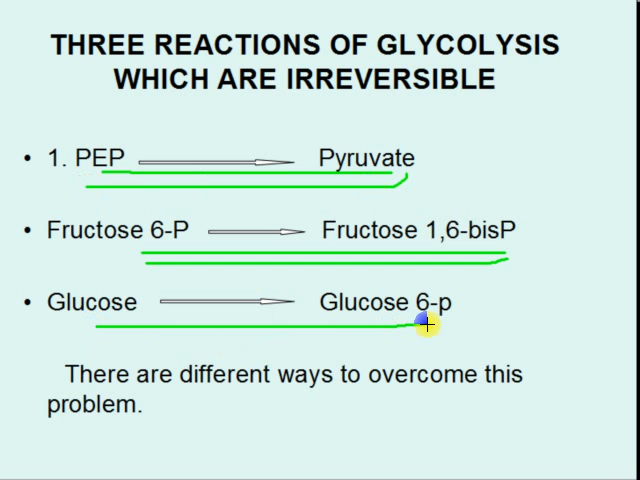 THREE REACTIONS OF GLYCOLYSIS
WHICH ARE IRREVERSIBLE
• 1. PEP Pyruvate
• Fructose 6-P Fructose 1,6-bisP
• Glucose Glucose 6-p
There are different ways to overcome this
problem.